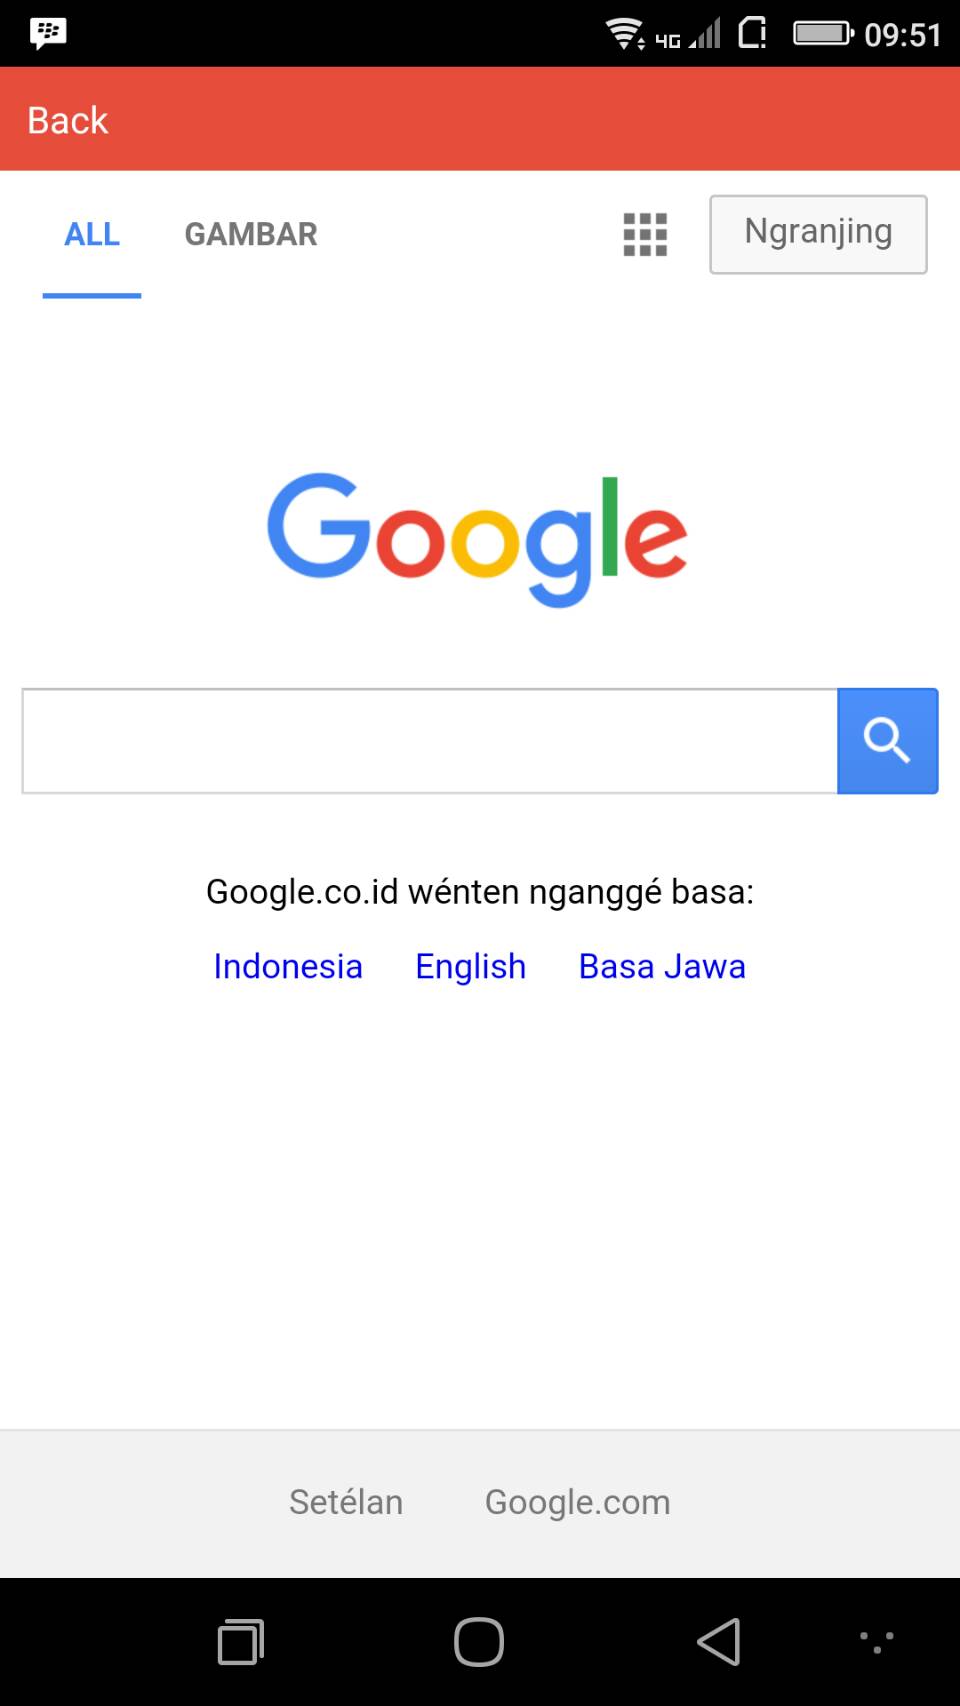 4G 09:51
Back
ALL GAMBAR Ngranjing
Google
Google.co.id wénten nganggé basa:
Indonesia English Basa Jawa
Setélan Google.com